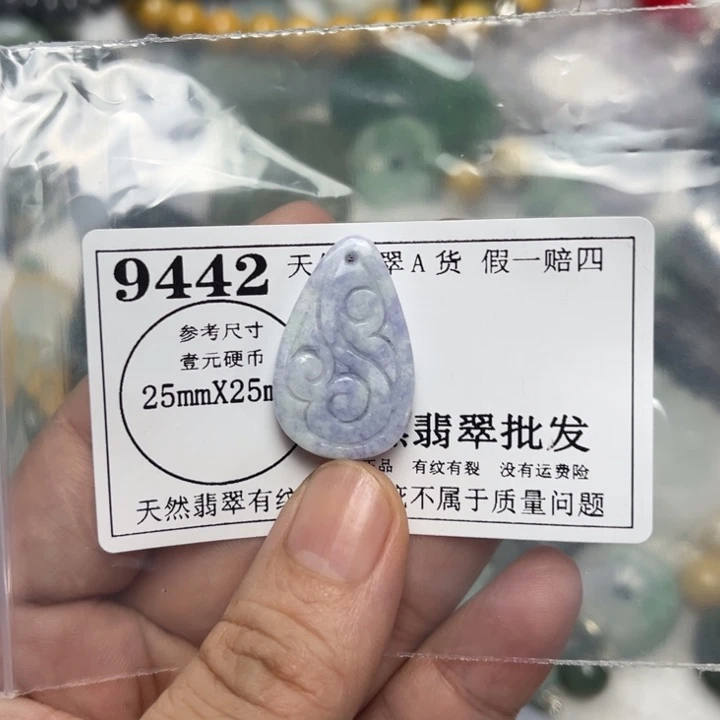 9442 天 翠A货 假一赔四
参考尺寸
壹元硬币
25mmX25m
翡翠批发
品 有纹有裂 没有运费险
天然翡翠有纹 不属于质量问题